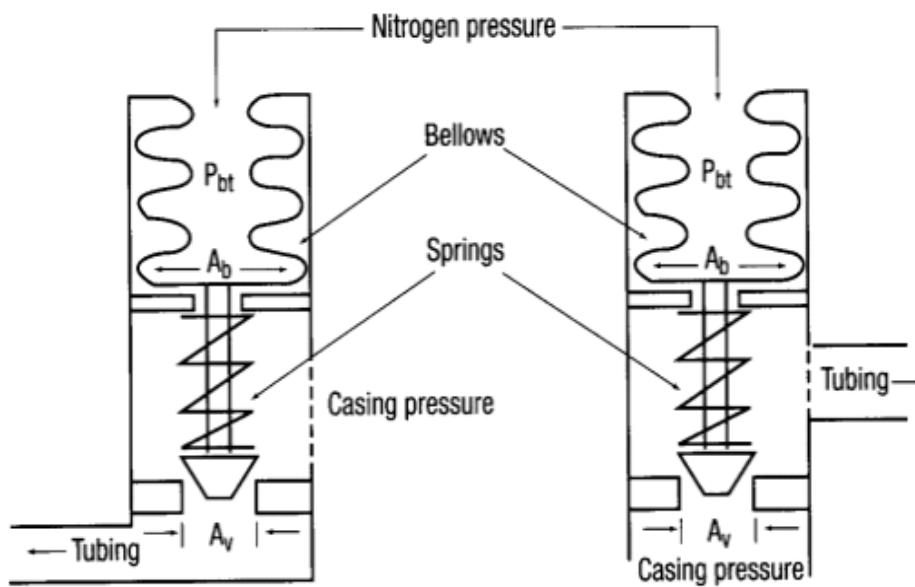 Nitrogen pressure
Bellows
P_bt
P_bt
Springs
A_b
A_b
Casing pressure
Tubing
Tubing
A_v
A_v
Casing pressure